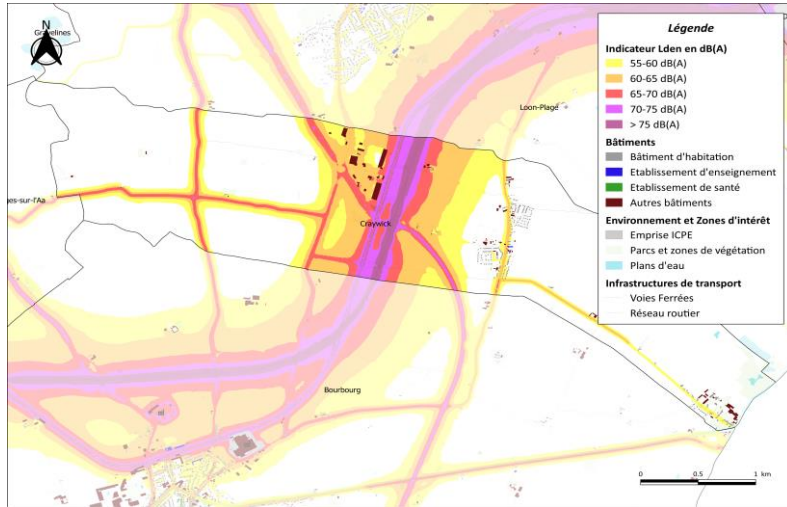 N
Gravelines
Légende
Indicateur Lden en dB(A)
55-60 dB(A)
60-65 dB(A)
65-70 dB(A)
70-75 dB(A)
> 75 dB(A)
Bâtiments
Bâtiment d'habitation
Etablissement d'enseignement
Etablissement de santé
Autres bâtiments
Environnement et Zones d'intérêt
Emprise ICPE
Parcs et zones de végétation
Plans d'eau
Infrastructures de transport
Voies Ferrées
Réseau routier
Loon-Plage
ges-sur-l'Aa
Craywick
Bourbourg
0 0.5 1 km